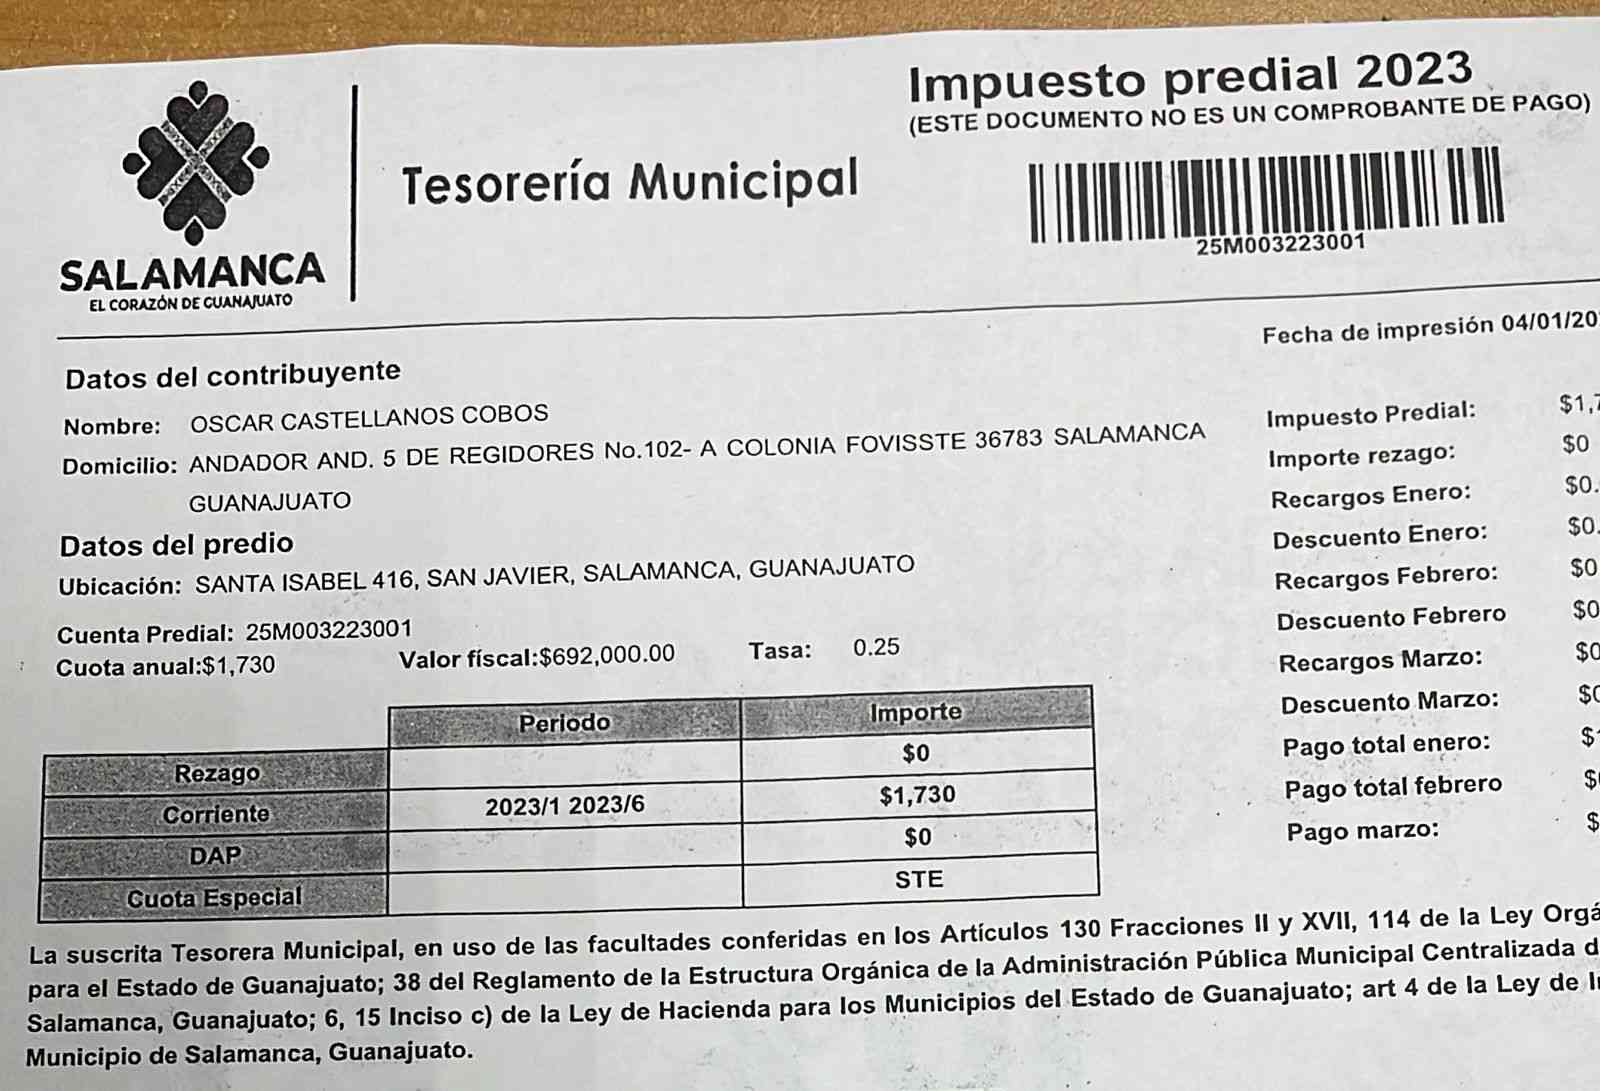 Impuesto predial 2023
(ESTE DOCUMENTO NO ES UN COMPROBANTE DE PAGO)
Tesorería Municipal
25M003223001
SALAMANCA
EL CORAZÓN DE GUANAJUATO
Fecha de impresión 04/01/20
Datos del contribuyente
Nombre: OSCAR CASTELLANOS COBOS
Domicilio: ANDADOR AND. 5 DE REGIDORES No.102- A COLONIA FOVISSTE 36783 SALAMANCA
GUANAJUATO
Datos del predio
Ubicación: SANTA ISABEL 416, SAN JAVIER, SALAMANCA, GUANAJUATO
Cuenta Predial: 25M003223001
Cuota anual:$1,730 Valor físcal:$692,000.00 Tasa: 0.25
Periodo Importe
Rezago $0
Corriente 2023/1 2023/6 $1,730
DAP $0
Cuota Especial STE
Impuesto Predial: $1,7
Importe rezago: $0
Recargos Enero: $0.
Descuento Enero: $0.
Recargos Febrero: $0
Descuento Febrero $0
Recargos Marzo: $0
Descuento Marzo: $0
Pago total enero: $1
Pago total febrero $
Pago marzo: $
La suscrita Tesorera Municipal, en uso de las facultades conferidas en los Artículos 130 Fracciones II y XVII, 114 de la Ley Orgá
para el Estado de Guanajuato; 38 del Reglamento de la Estructura Orgánica de la Administración Pública Municipal Centralizada d
Salamanca, Guanajuato; 6, 15 Inciso c) de la Ley de Hacienda para los Municipios del Estado de Guanajuato; art 4 de la Ley de I
Municipio de Salamanca, Guanajuato.